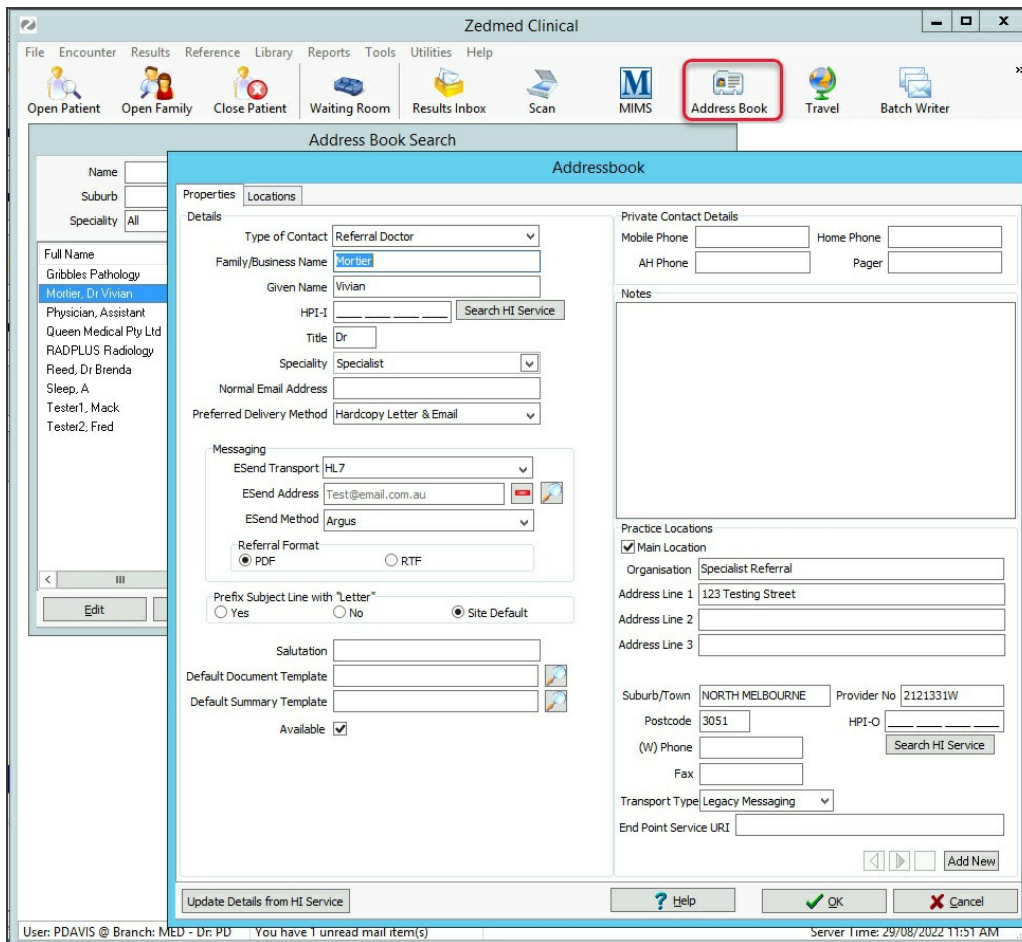 Zedmed Clinical
File Encounter Results Reference Library Reports Tools Utilities Help
Open Patient Open Family Close Patient Waiting Room Results Inbox Scan MIMS Address Book Travel Batch Writer
Address Book Search
Name
Suburb
Speciality All
Full Name
Gribbles Pathology
Mortier, Dr Vivian
Physician, Assistant
Queen Medical Pty Ltd
RADPLUS Radiology
Reed, Dr Brenda
Sleep, A
Tester1, Mack
Tester2, Fred
Edit
Addressbook
Properties Locations
Details
Type of Contact Referral Doctor
Family/Business Name Mortier
Given Name Vivian
HPI-I Search HI Service
Title Dr
Speciality Specialist
Normal Email Address
Preferred Delivery Method Hardcopy Letter & Email
Messaging
ESend Transport HL7
ESend Address Test@email.com.au
ESend Method Argus
Referral Format
PDF RTF
Prefix Subject Line with "Letter"
Yes No Site Default
Salutation
Default Document Template
Default Summary Template
Available
Private Contact Details
Mobile Phone Home Phone
AH Phone Pager
Notes
Practice Locations
Main Location
Organisation Specialist Referral
Address Line 1 123 Testing Street
Address Line 2
Address Line 3
Suburb/Town NORTH MELBOURNE Provider No 2121331W
Postcode 3051 HPI-O
(W) Phone Search HI Service
Fax
Transport Type Legacy Messaging
End Point Service URI
Add New
Update Details from HI Service Help OK Cancel
User: PDAVIS @ Branch: MED - Dr: PD You have 1 unread mail item(s) Server Time: 29/08/2022 11:51 AM